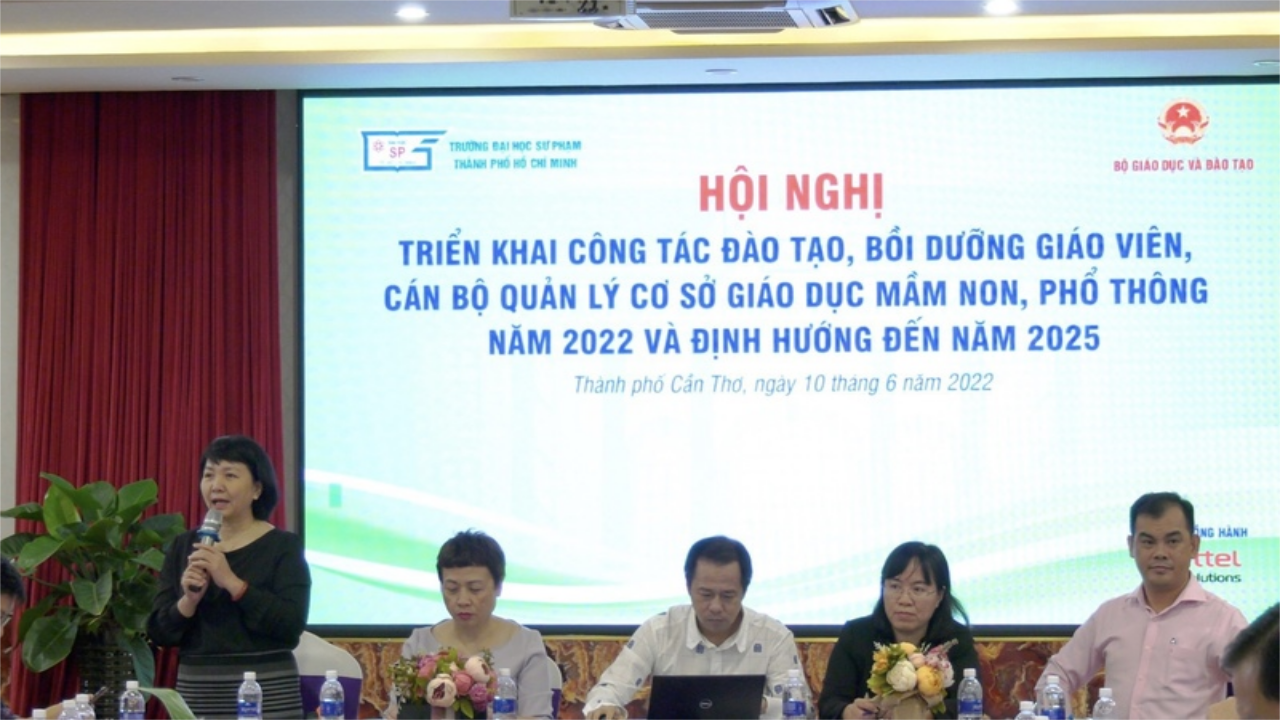 SP
TRƯỜNG ĐẠI HỌC SƯ PHẠM
THÀNH PHỐ HỒ CHÍ MINH
BỘ GIÁO DỤC VÀ ĐÀO TẠO
HỘI NGHỊ
TRIỂN KHAI CÔNG TÁC ĐÀO TẠO, BỒI DƯỠNG GIÁO VIÊN,
CÁN BỘ QUẢN LÝ CƠ SỞ GIÁO DỤC MẦM NON, PHỔ THÔNG
NĂM 2022 VÀ ĐỊNH HƯỚNG ĐẾN NĂM 2025
Thành phố Cần Thơ, ngày 10 tháng 6 năm 2022
HÀNH
DELL